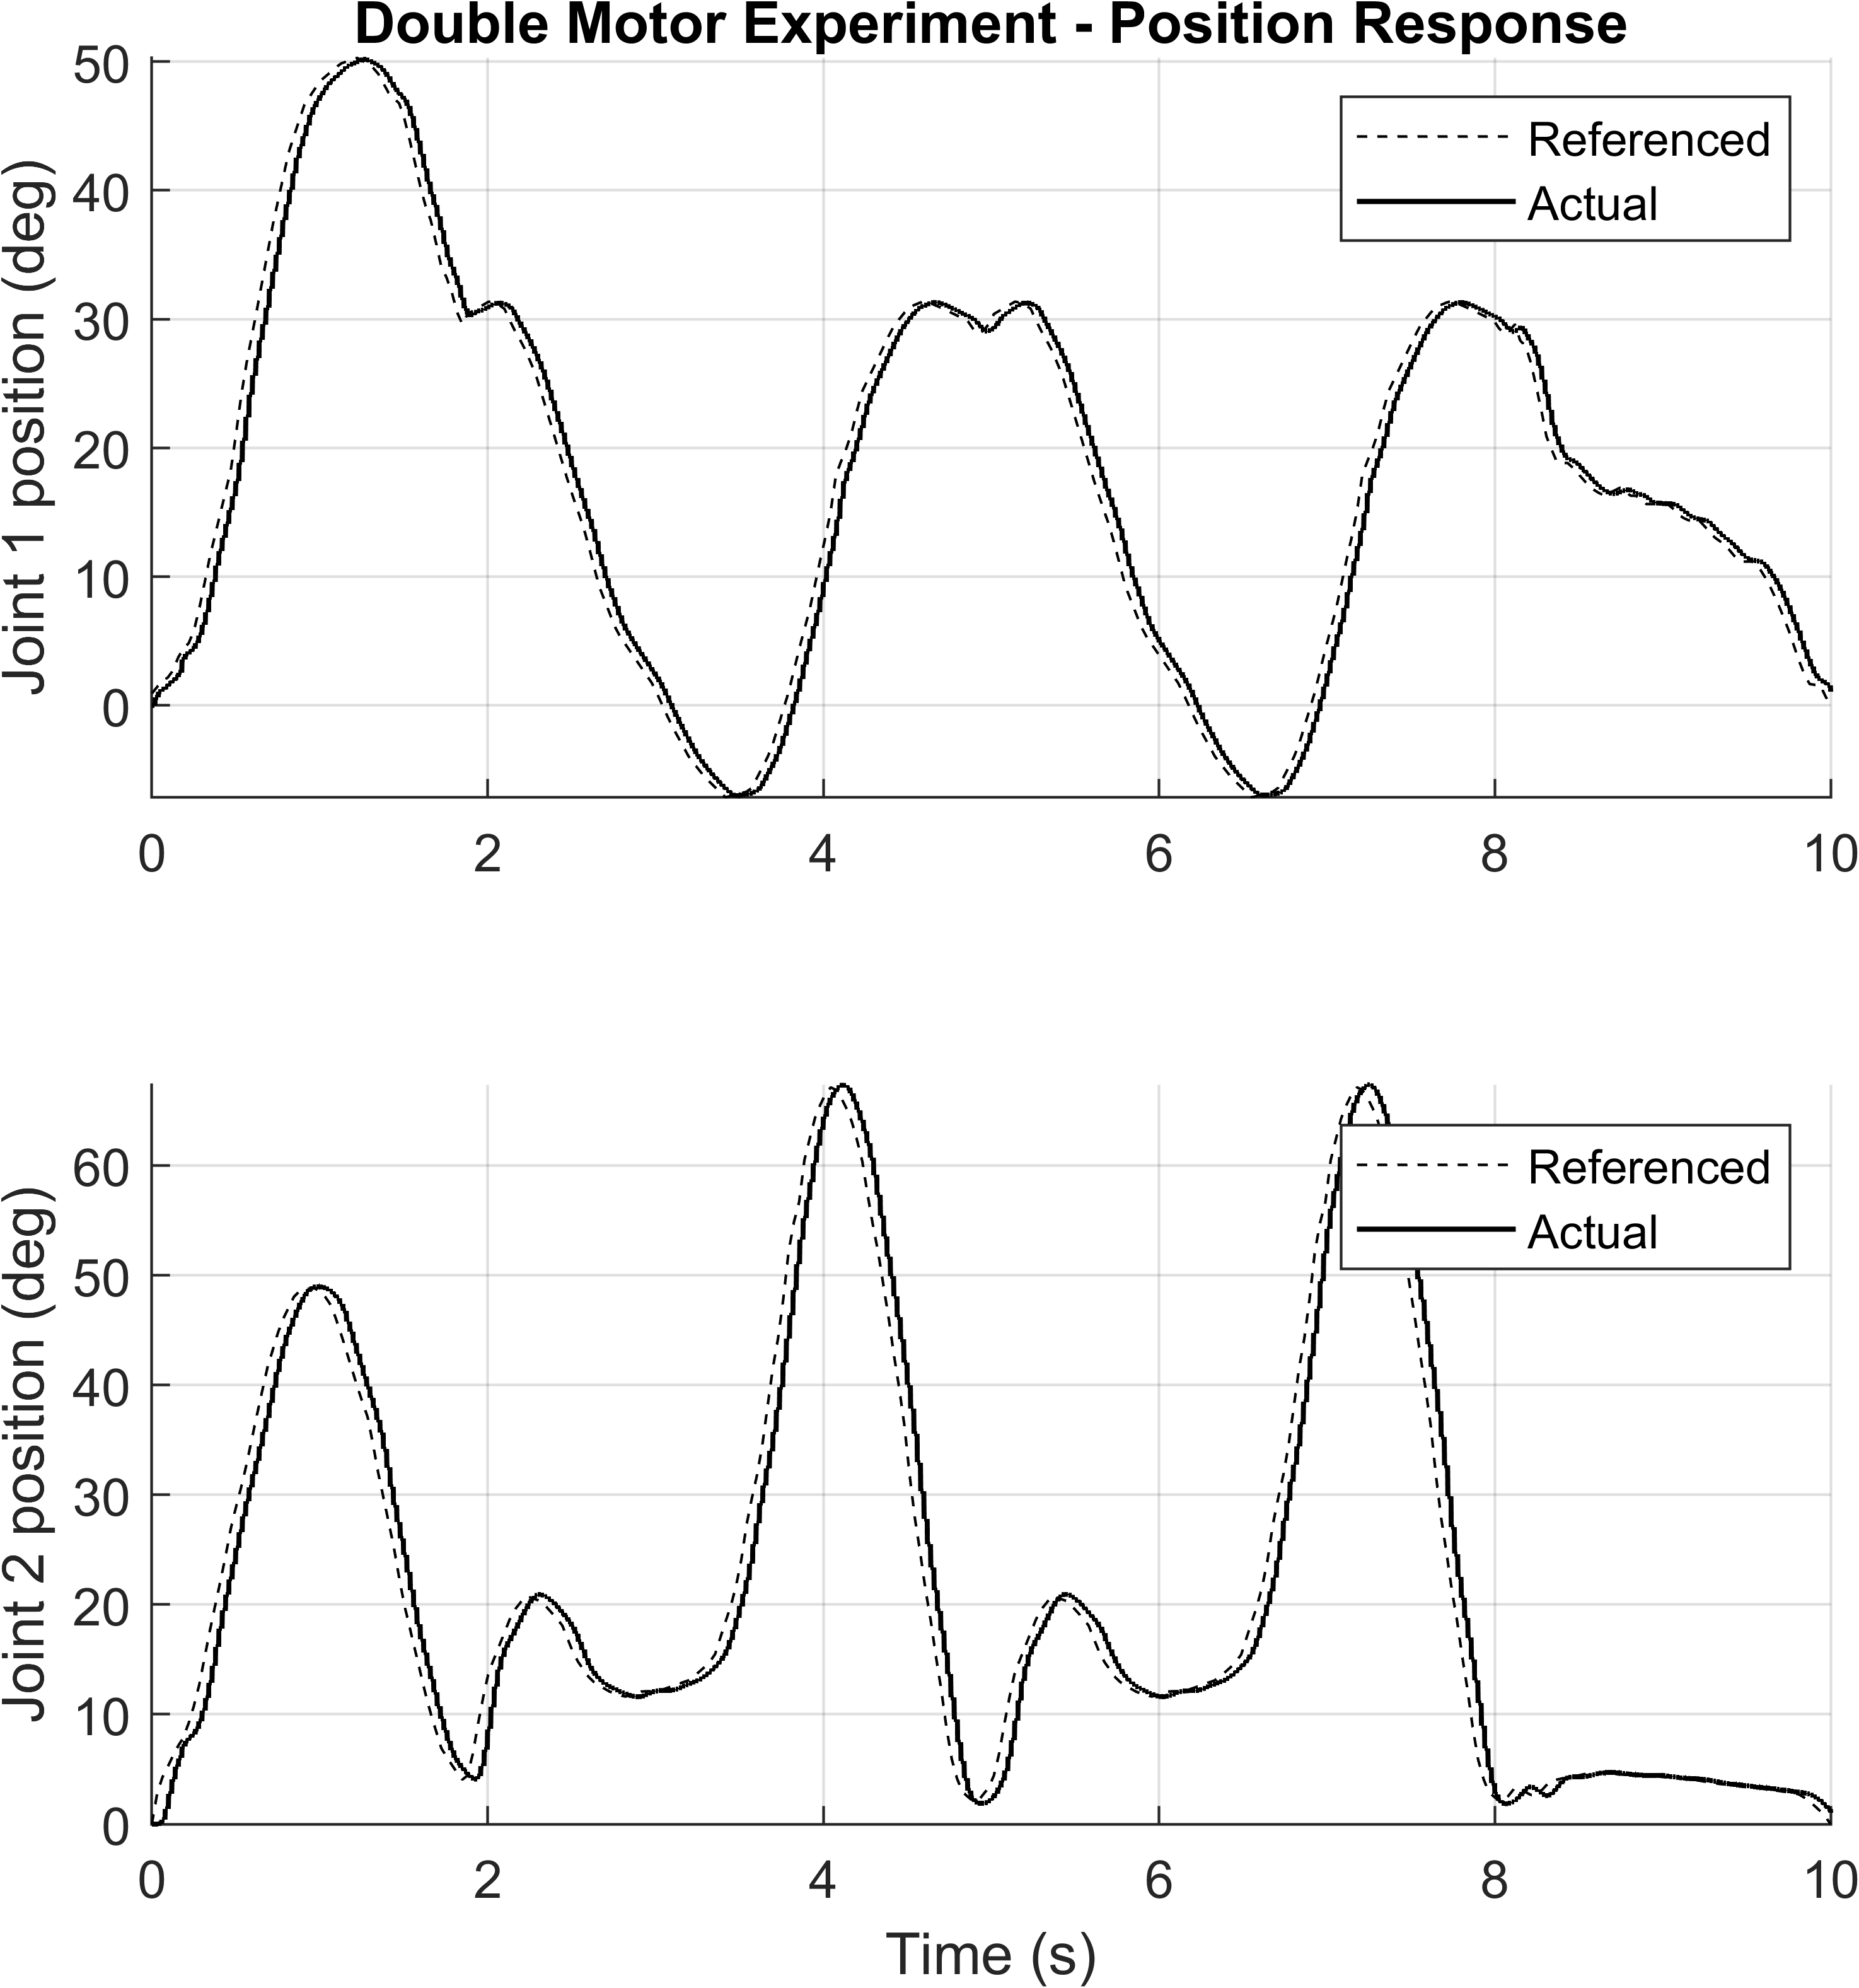 Double Motor Experiment - Position Response
50
40
30
20
10
0
Joint 1 position (deg)
Referenced
Actual
0 2 4 6 8 10
60
50
40
30
20
10
0
Joint 2 position (deg)
Referenced
Actual
0 2 4 6 8 10
Time (s)